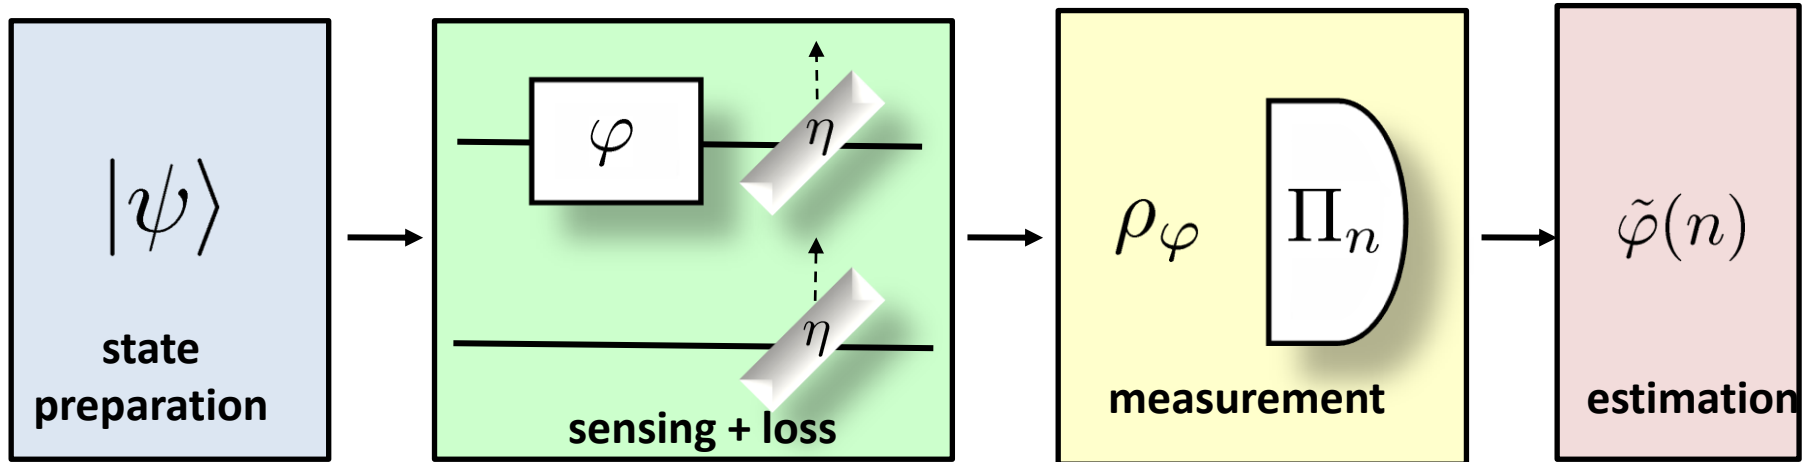 |ψ⟩
state
preparation
φ
η
η
sensing + loss
ρ_φ
Π_n
measurement
φ̃(n)
estimation